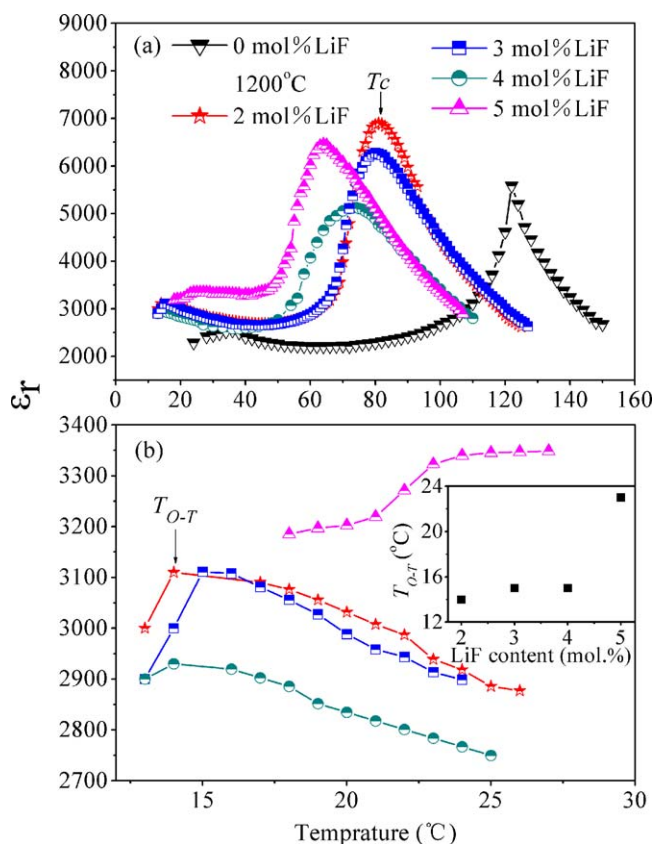 9000
8000
7000
6000
5000
4000
3000
2000
(a)
0 mol%LiF
1200°C
2 mol%LiF
3 mol%LiF
4 mol%LiF
5 mol%LiF
Tc
0 20 40 60 80 100 120 140 160
εr
3400
3300
3200
3100
3000
2900
2800
2700
(b)
T_O-T
24
20
16
12
T_O-T (°C)
2 3 4 5
LiF content (mol.%)
15 20 25 30
Temprature (℃)